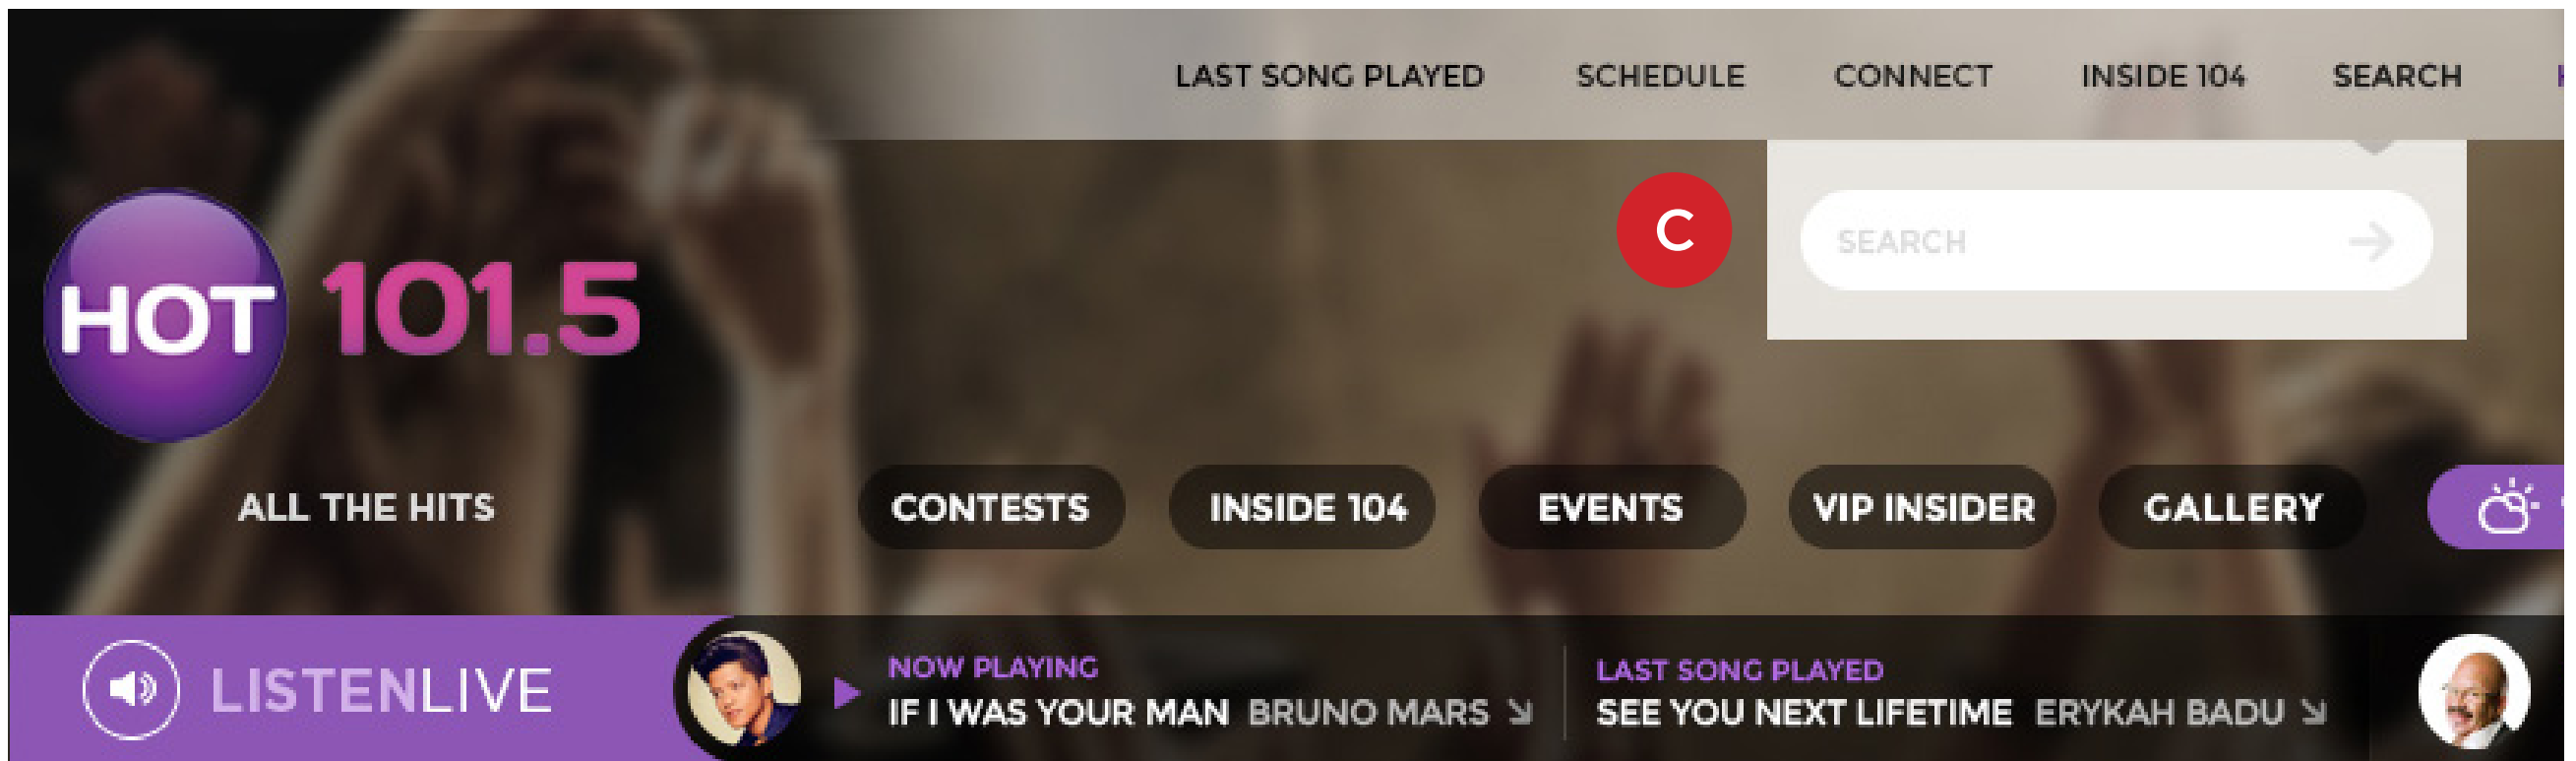 LAST SONG PLAYED SCHEDULE CONNECT INSIDE 104 SEARCH
C
SEARCH
HOT 101.5
ALL THE HITS
CONTESTS INSIDE 104 EVENTS VIP INSIDER GALLERY
LISTENLIVE
NOW PLAYING
IF I WAS YOUR MAN BRUNO MARS
LAST SONG PLAYED
SEE YOU NEXT LIFETIME ERYKAH BADU